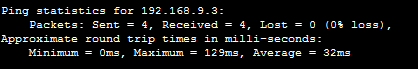 Ping statistics for 192.168.9.3:
Packets: Sent = 4, Received = 4, Lost = 0 (0% loss),
Approximate round trip times in milli-seconds:
Minimum = 0ms, Maximum = 129ms, Average = 32ms